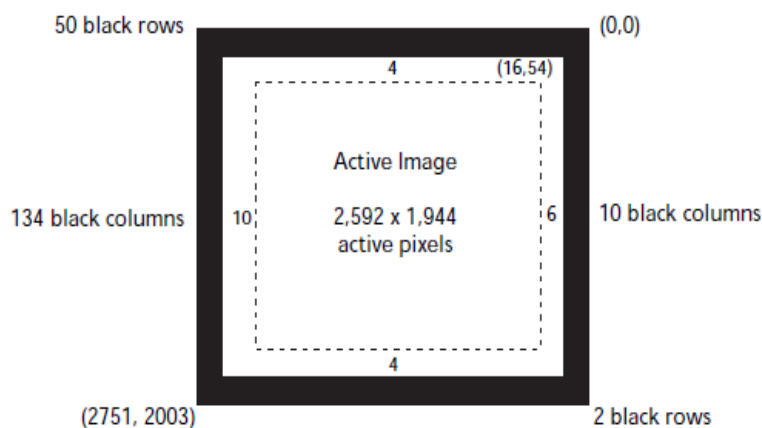 50 black rows
(0,0)
4
(16,54)
Active Image
134 black columns
10
2,592 x 1,944
active pixels
6
10 black columns
4
(2751, 2003)
2 black rows